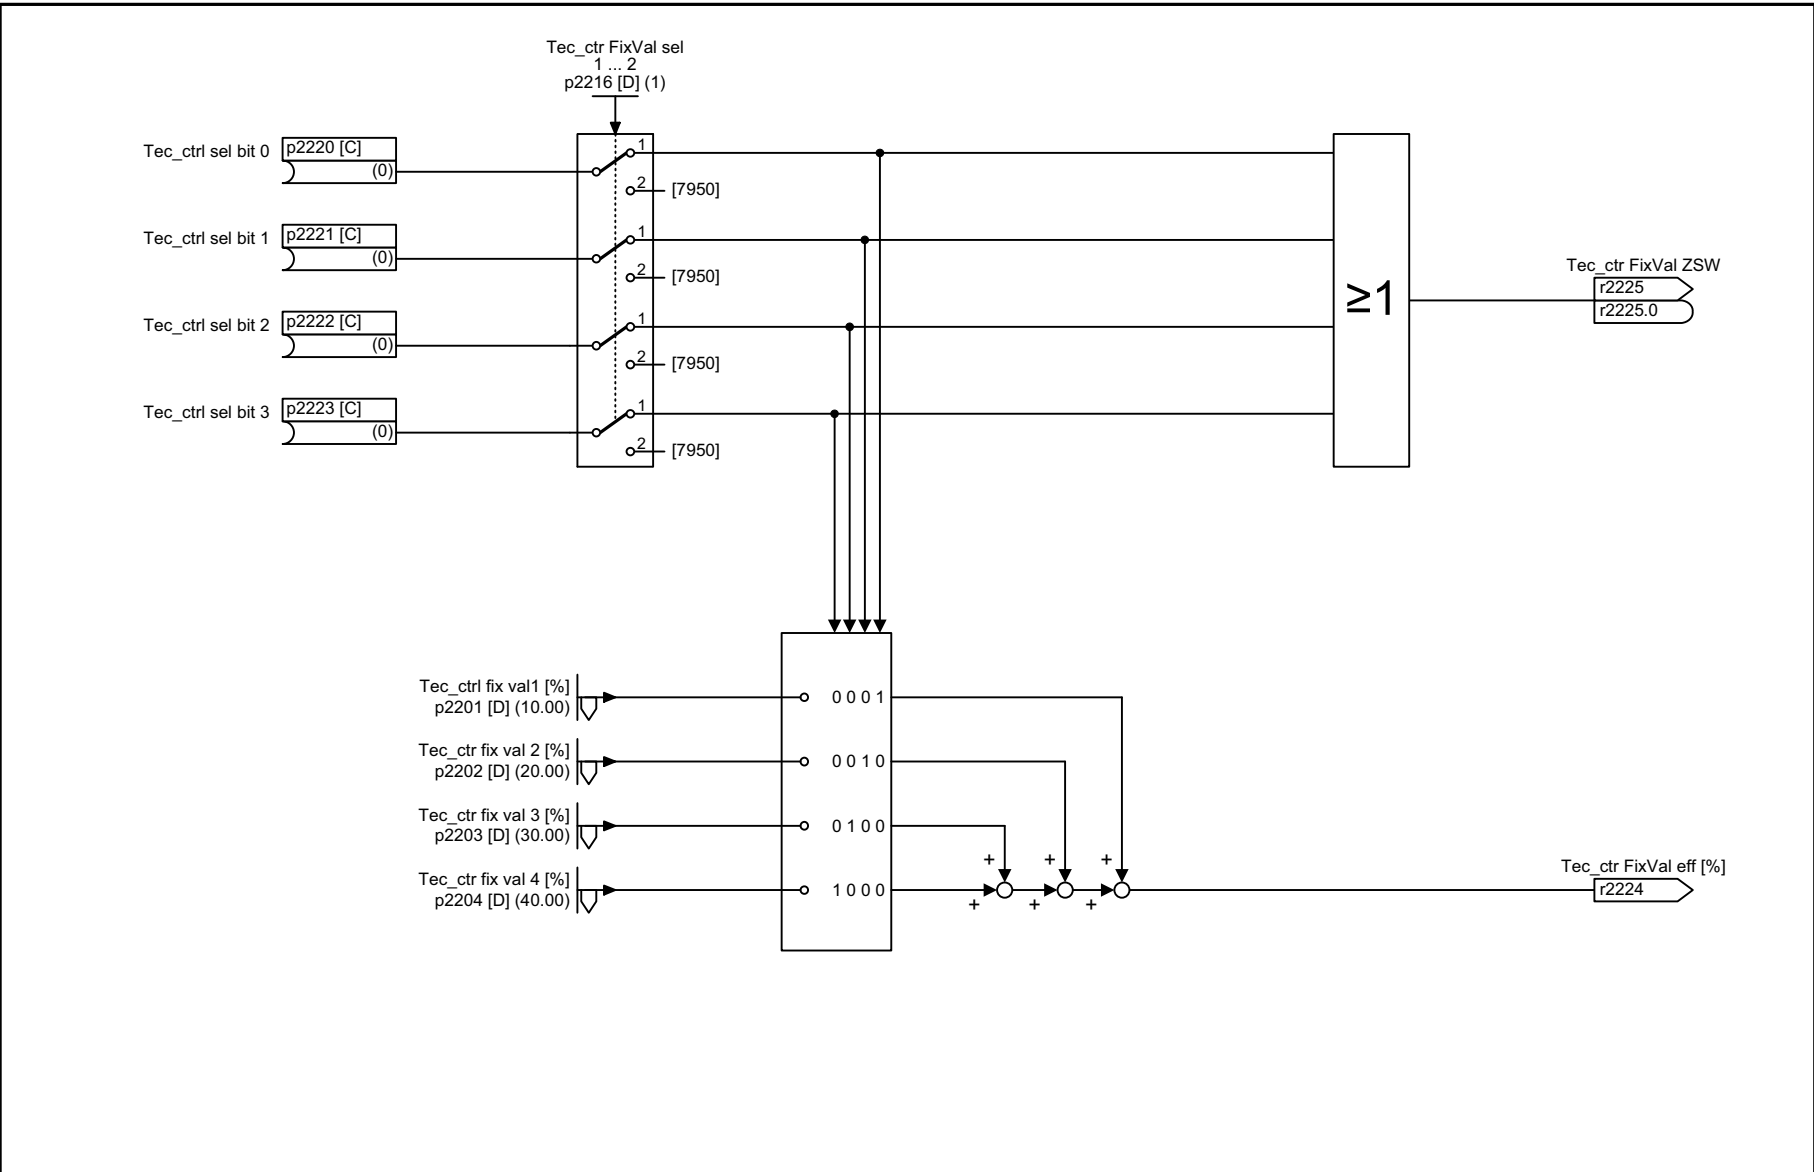 Tec_ctr FixVal sel
1 ... 2
p2216 [D] (1)
Tec_ctrl sel bit 0
p2220 [C]
(0)
1
2
[7950]
Tec_ctrl sel bit 1
p2221 [C]
(0)
1
2
[7950]
Tec_ctrl sel bit 2
p2222 [C]
(0)
1
2
[7950]
Tec_ctrl sel bit 3
p2223 [C]
(0)
1
2
[7950]
≥1
Tec_ctr FixVal ZSW
r2225
r2225.0
Tec_ctrl fix val1 [%]
p2201 [D] (10.00)
0 0 0 1
Tec_ctr fix val 2 [%]
p2202 [D] (20.00)
0 0 1 0
Tec_ctr fix val 3 [%]
p2203 [D] (30.00)
0 1 0 0
Tec_ctr fix val 4 [%]
p2204 [D] (40.00)
1 0 0 0
+
+
+
+
+
+
Tec_ctr FixVal eff [%]
r2224